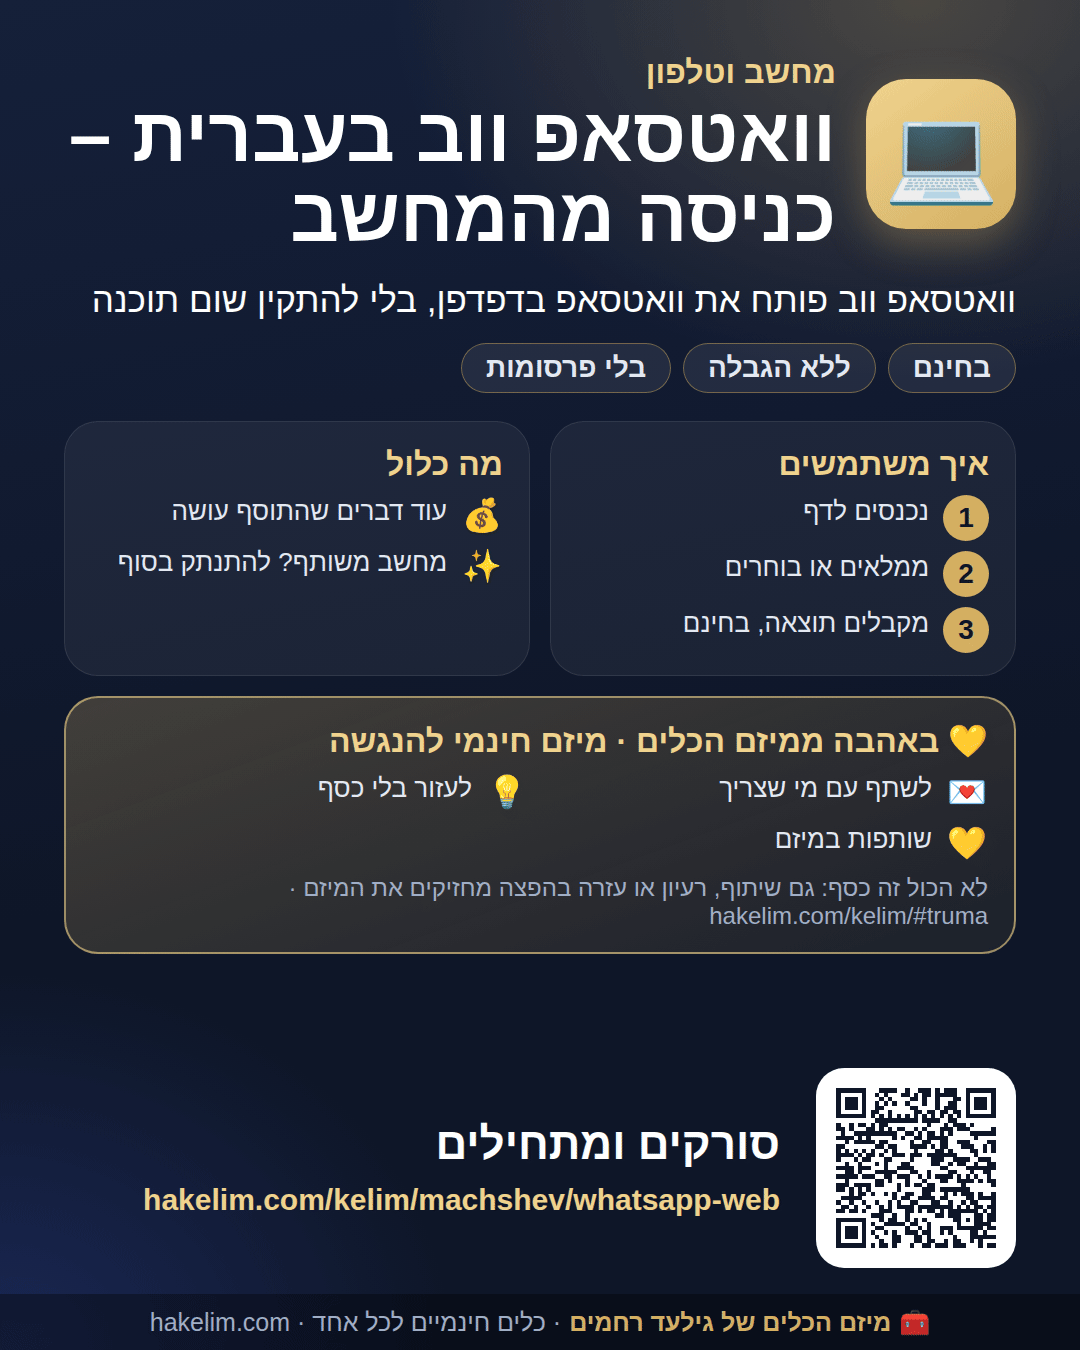 מחשב וטלפון
וואטסאפ ווב בעברית –
כניסה מהמחשב
וואטסאפ ווב פותח את וואטסאפ בדפדפן, בלי להתקין שום תוכנה
בחינם
ללא הגבלה
בלי פרסומות
איך משתמשים
1 נכנסים לדף
2 ממלאים או בוחרים
3 מקבלים תוצאה, בחינם
מה כלול
💰 עוד דברים שהתוסף עושה
✨ מחשב משותף? להתנתק בסוף
💛 באהבה ממיזם הכלים · מיזם חינמי להנגשה
💌 לשתף עם מי שצריך
💡 לעזור בלי כסף
💛 שותפות במיזם
לא הכול זה כסף: גם שיתוף, רעיון או עזרה בהפצה מחזיקים את המיזם ·
hakelim.com/kelim/#truma
סורקים ומתחילים
hakelim.com/kelim/machshev/whatsapp-web
🧰 מיזם הכלים של גילעד רחמים · כלים חינמיים לכל אחד · hakelim.com